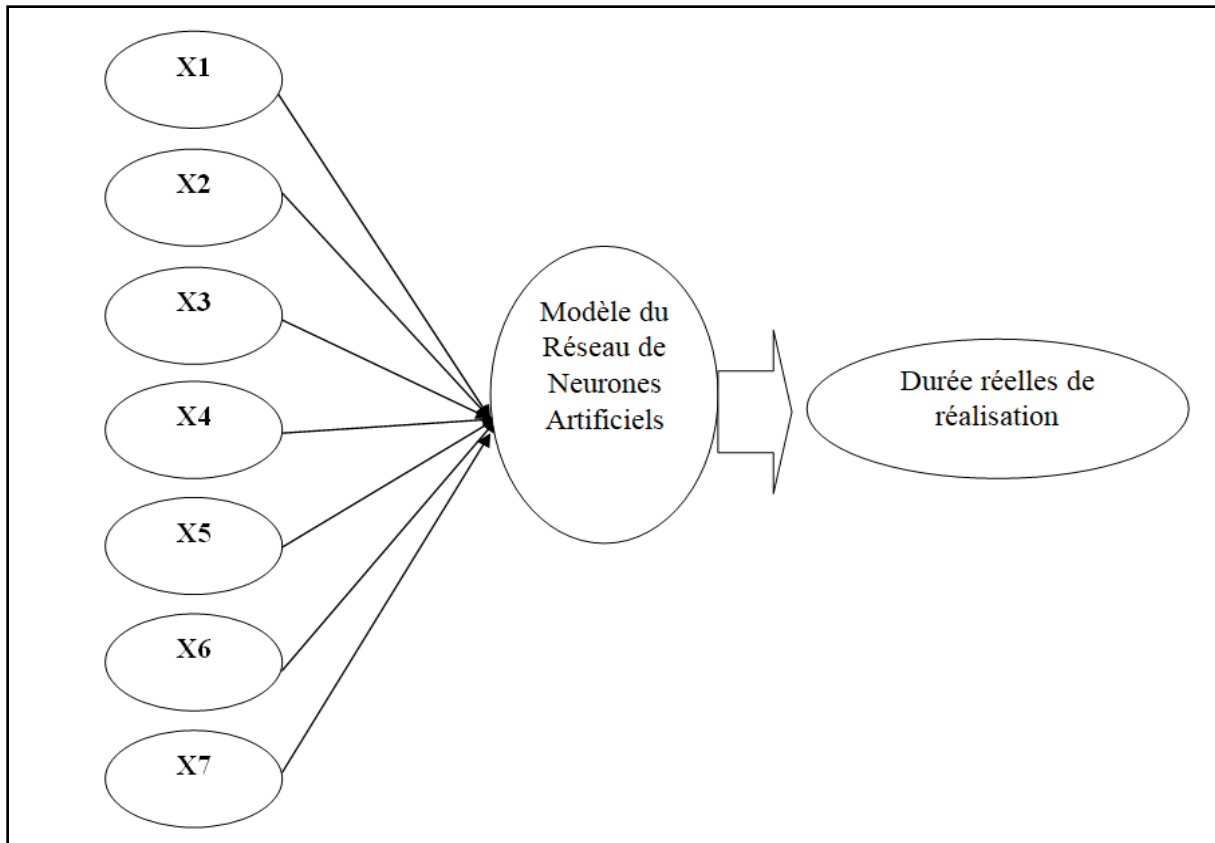 X1
X2
X3
X4
X5
X6
X7
Modèle du
Réseau de
Neurones
Artificiels
Durée réelles de
réalisation